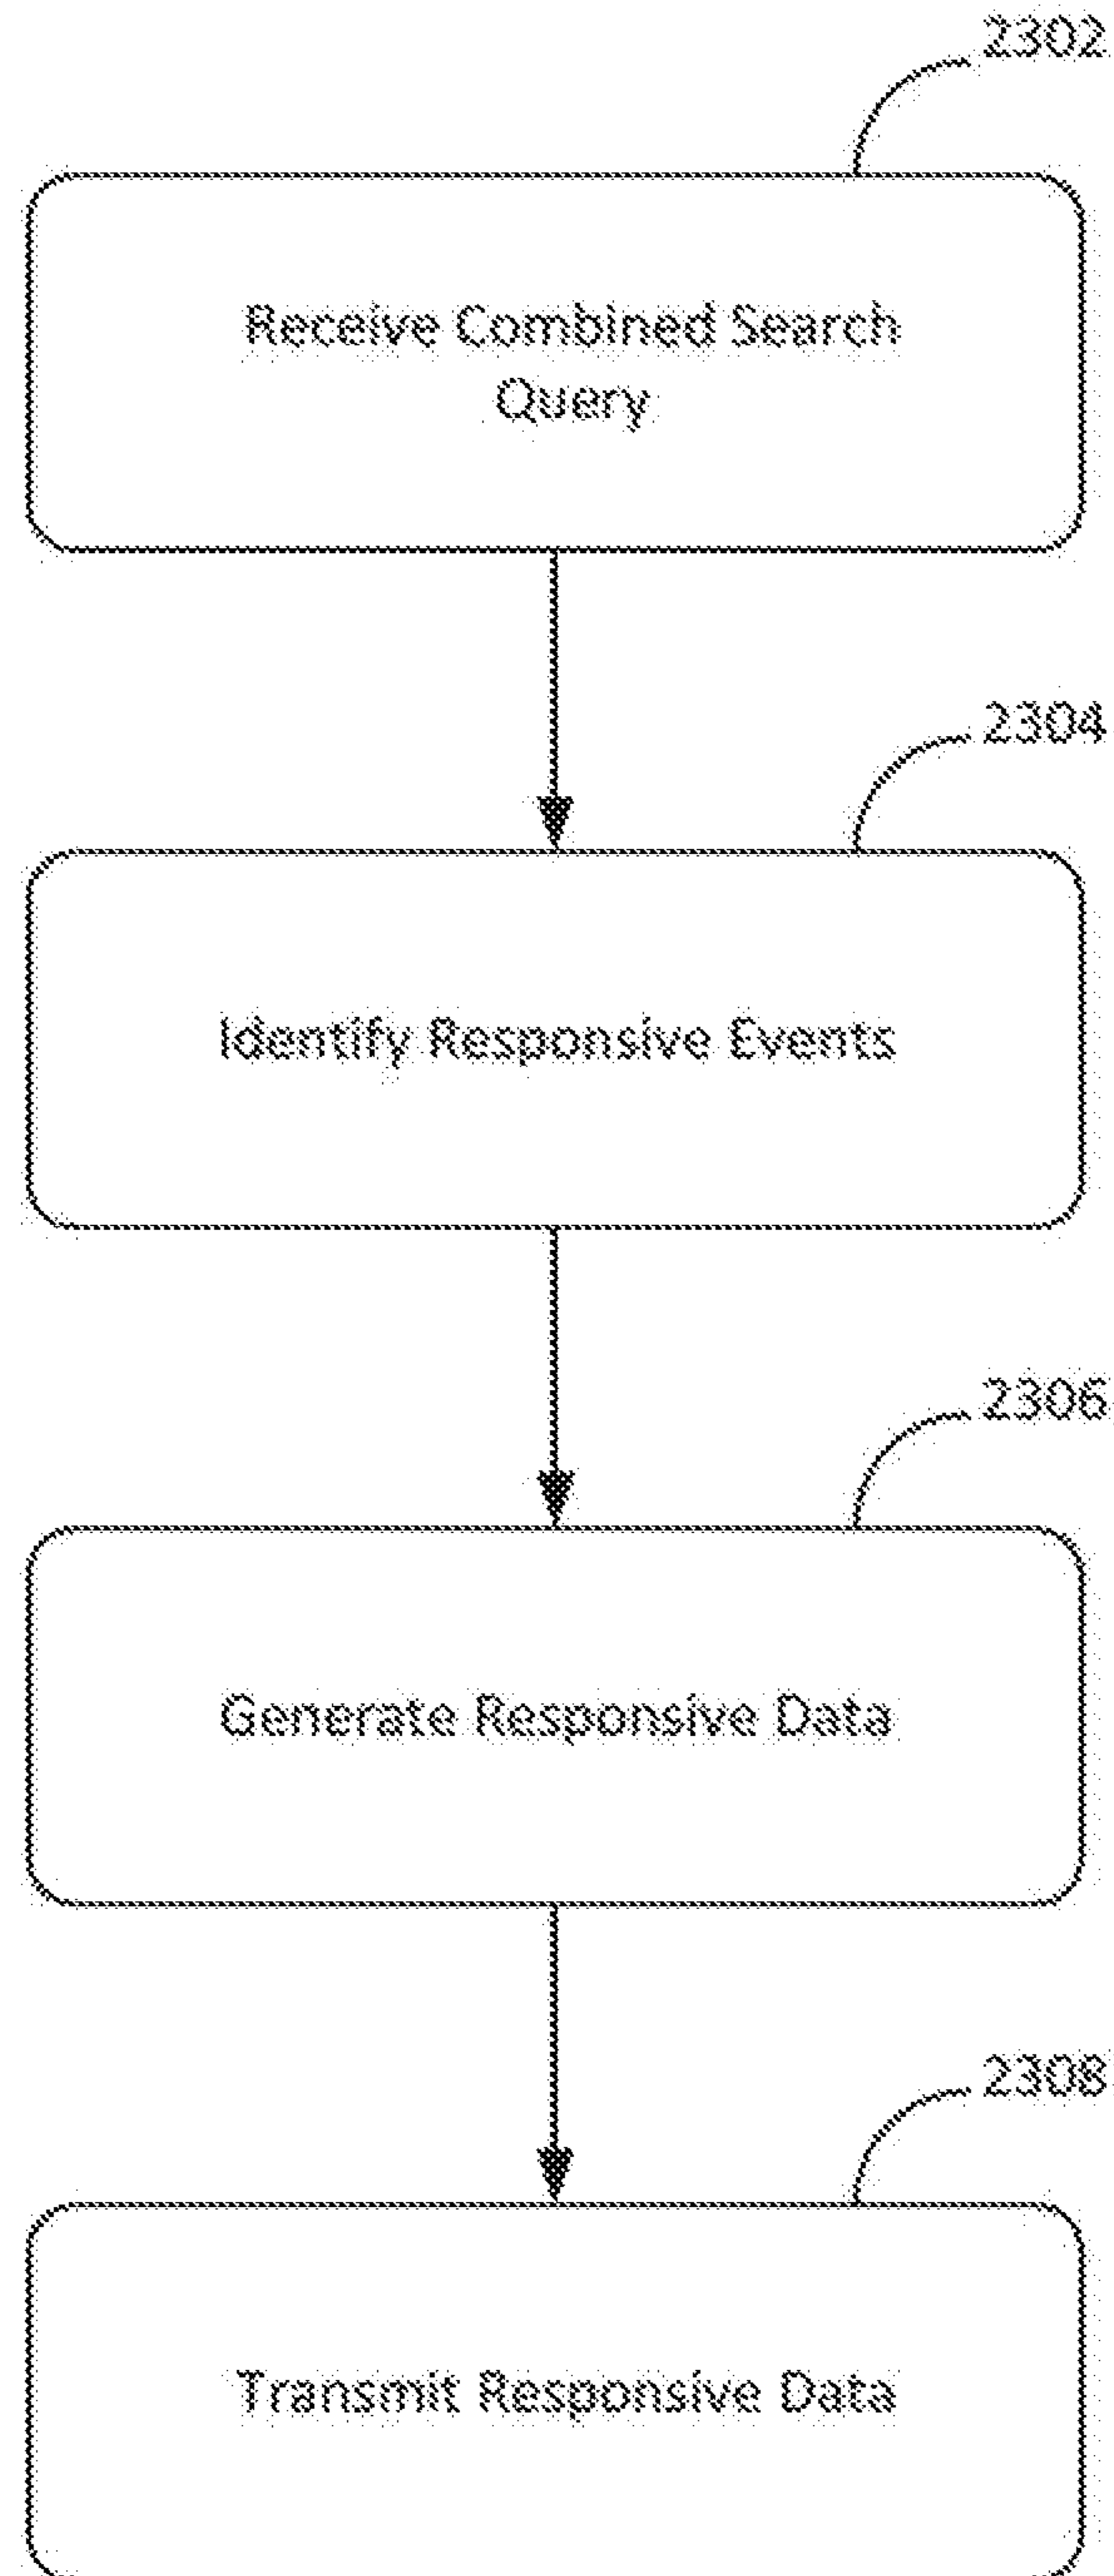 2302
Receive Combined Search
Query
2304
Identify Responsive Events
2306
Generate Responsive Data
2308
Transmit Responsive Data